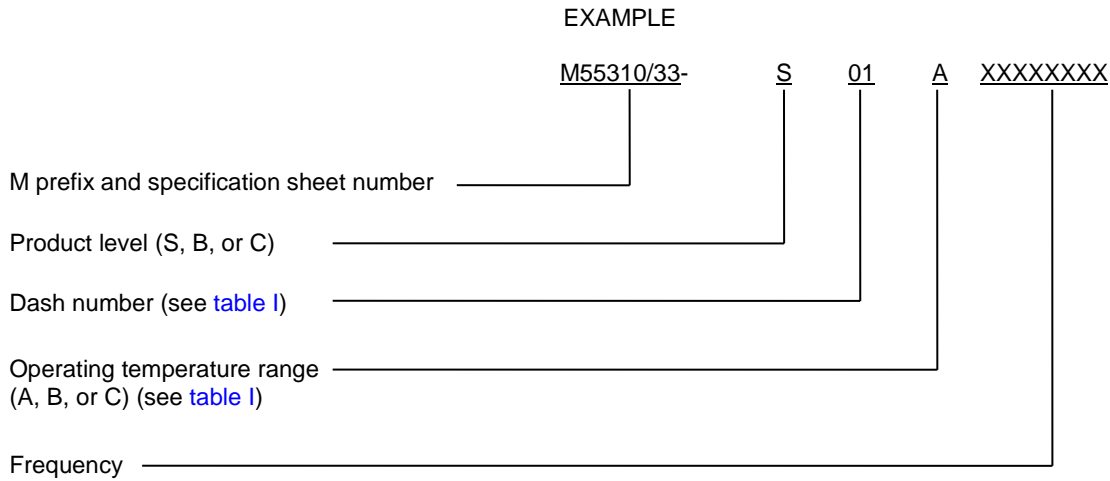 EXAMPLE
M55310/33- S 01 A XXXXXXXX
M prefix and specification sheet number
Product level (S, B, or C)
Dash number (see table I)
Operating temperature range
(A, B, or C) (see table I)
Frequency